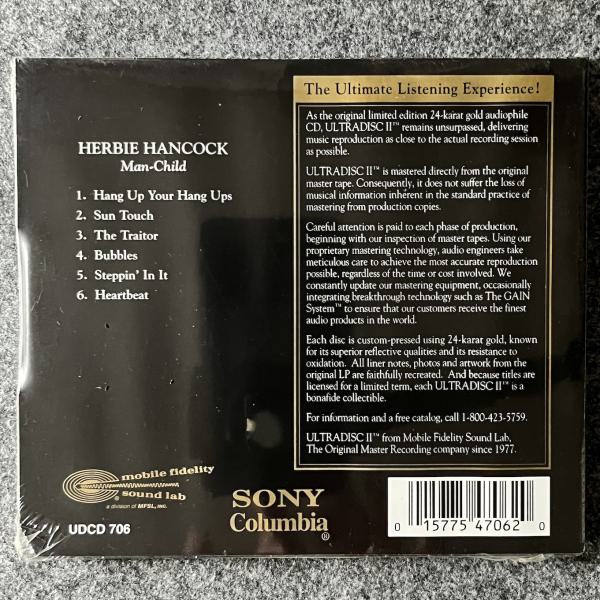 HERBIE HANCOCK
Man-Child
1. Hang Up Your Hang Ups
2. Sun Touch
3. The Traitor
4. Bubbles
5. Steppin' In It
6. Heartbeat
The Ultimate Listening Experience!
As the original limited edition 24-karat gold audiophile
CD, ULTRADISC II™ remains unsurpassed, delivering
music reproduction as close to the actual recording session
as possible.
ULTRADISC II™ is mastered directly from the original
master tape. Consequently, it does not suffer the loss of
musical information inherent in the standard practice of
mastering from production copies.
Careful attention is paid to each phase of production,
beginning with our inspection of master tapes. Using our
proprietary mastering technology, audio engineers take
meticulous care to achieve the most accurate reproduction
possible, regardless of the time or cost involved. We
constantly update our mastering equipment, occasionally
integrating breakthrough technology such as The GAIN
System™ to ensure that our customers receive the finest
audio products in the world.
Each disc is custom-pressed using 24-karat gold, known
for its superior reflective qualities and its resistance to
oxidation. All liner notes, photos and artwork from the
original LP are faithfully recreated. And because titles are
licensed for a limited term, each ULTRADISC II™ is a
bonafide collectible.
For information and a free catalog, call 1-800-423-5759.
ULTRADISC II™ from Mobile Fidelity Sound Lab,
The Original Master Recording company since 1977.
mobile fidelity
sound lab
a division of MFSL, INC.
UDCD 706
SONY
Columbia®
0 15775 47062 0